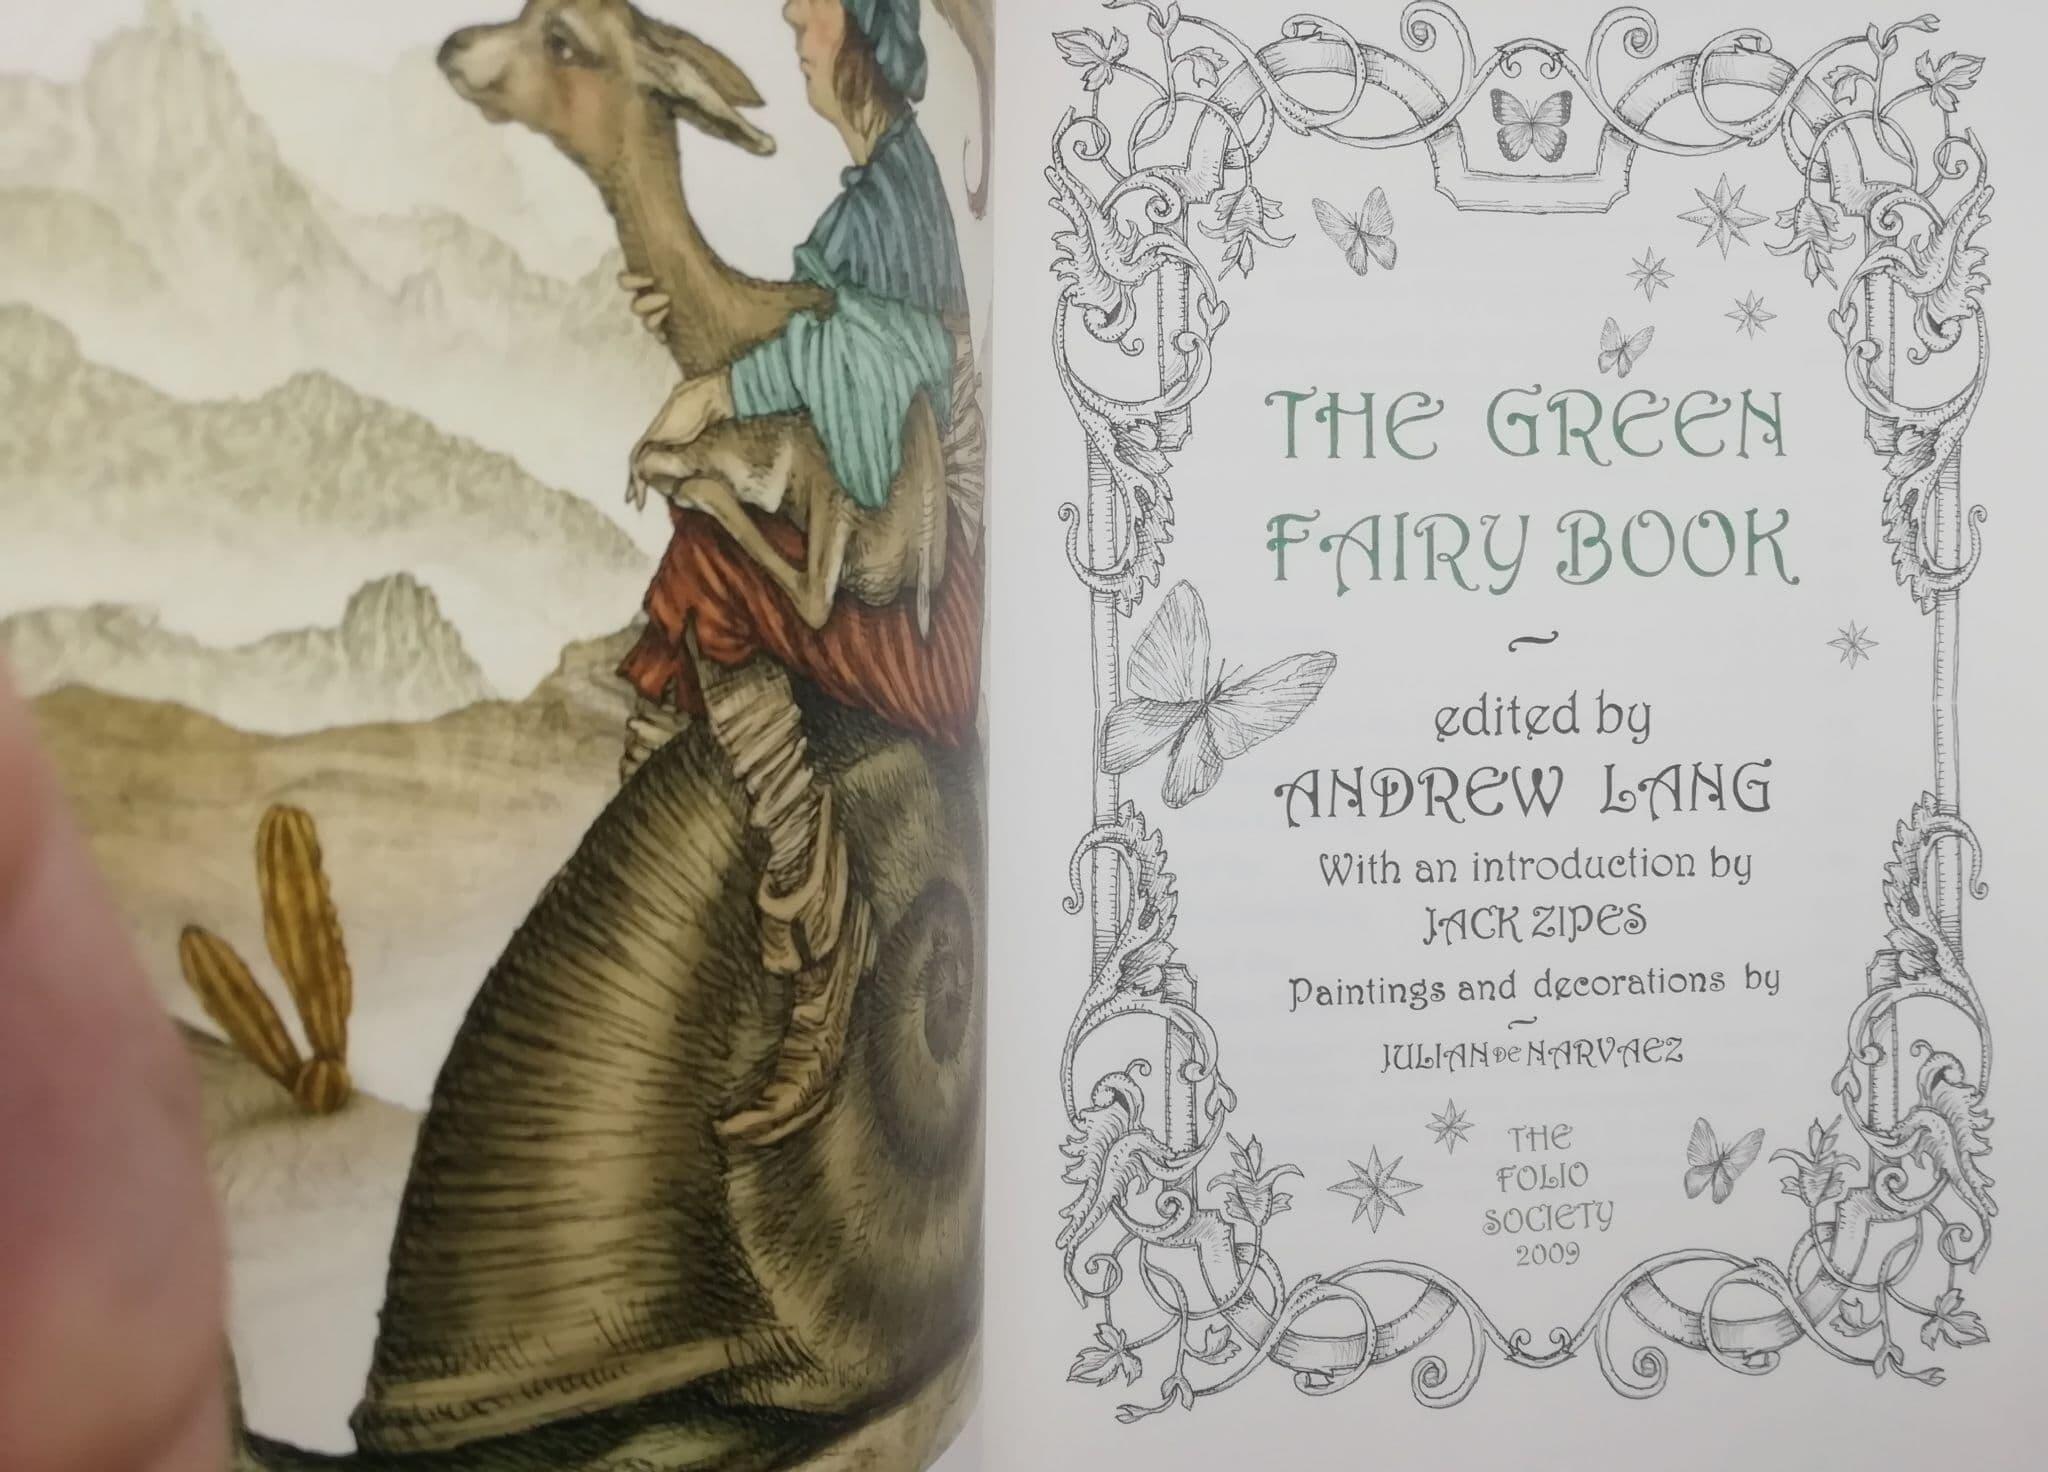 THE GREEN
FAIRY BOOK
~
edited by
ANDREW LANG
With an introduction by
JACK ZIPES
Paintings and decorations by
~
JULIAN DE NARVAEZ
THE
FOLIO
SOCIETY
2009